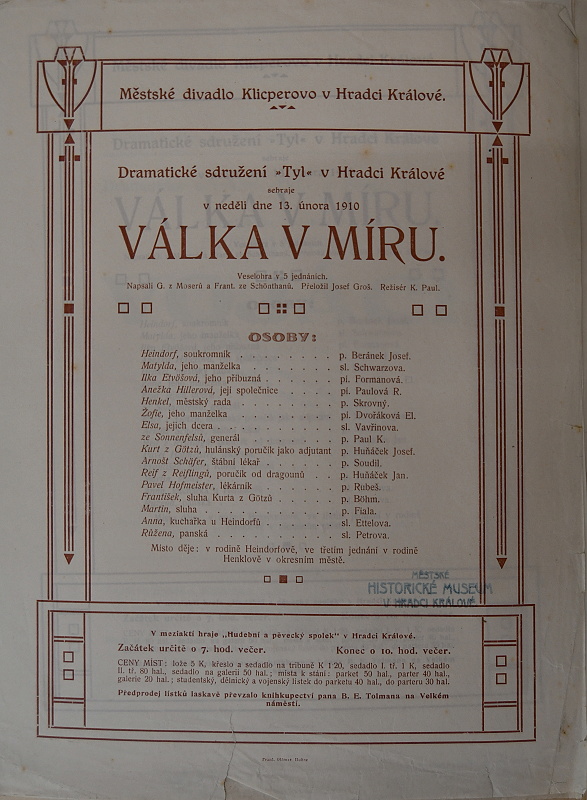 Městské divadlo Klicperovo v Hradci Králové.
Dramatické sdružení »Tyl« v Hradci Králové
sehraje
v neděli dne 13. února 1910
VÁLKA V MÍRU.
Veselohra v 5 jednáních.
Napsali G. z Moserů a Frant. ze Schönthanů. Přeložil Josef Groš. Režisér K. Paul.
OSOBY:
Heindorf, soukromník . . . . . . . . p. Beránek Josef.
Matylda, jeho manželka . . . . . . . sl. Schwarzova.
Ilka Etvöšová, jeho příbuzná . . . . . . pí. Formanová.
Anežka Hillerová, její společnice . . . . pí. Paulová R.
Henkel, městský rada . . . . . . . . p. Skrovný.
Žofie, jeho manželka . . . . . . . . pí. Dvořáková El.
Elsa, jejich dcera . . . . . . . . . sl. Vavřinova.
ze Sonnenfelsů, generál . . . . . . . p. Paul K.
Kurt z Götzů, hulánský poručík jako adjutant p. Huňáček Josef.
Arnošt Schäfer, štábní lékař . . . . . . p. Soudil.
Reif z Reiflingů, poručík od dragounů . . p. Huňáček Jan.
Pavel Hofmeister, lékárník . . . . . . p. Rubeš.
František, sluha Kurta z Götzů . . . . . p. Böhm.
Martin, sluha . . . . . . . . . . p. Fiala.
Anna, kuchařka u Heindorfů . . . . . . sl. Ettelova.
Růžena, panská . . . . . . . . . sl. Petrova.
Místo děje: v rodině Heindorfově, ve třetím jednání v rodině
Henklově v okresním městě.
MĚSTSKÉ
HISTORICKÉ MUSEUM
V HRADCI KRÁLOVÉ
V meziaktí hraje „Hudební a pěvecký spolek" v Hradci Králové.
Začátek určitě o 7. hod. večer. Konec o 10. hod. večer.
CENY MÍST: lože 5 K, křeslo a sedadlo na tribuně K 1·20, sedadlo I. tř. 1 K, sedadlo
II. tř. 80 hal., sedadlo na galerii 50 hal.; místa k stání: parket 50 hal., parter 40 hal.,
galerie 20 hal.; studentský, dělnický a vojenský lístek do parketu 40 hal., do parteru 30 hal.
Předprodej lístků laskavě převzalo knihkupectví pana B. E. Tolmana na Velkém
náměstí.